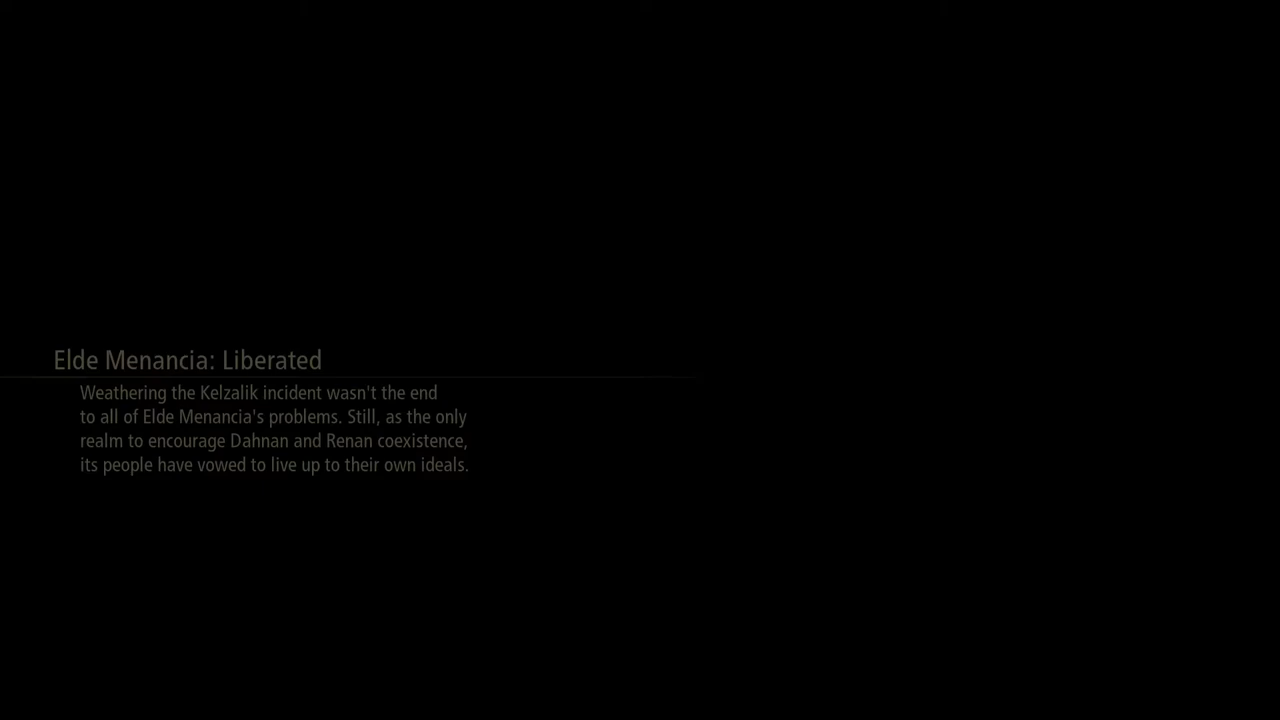 Elde Menancia: Liberated
Weathering the Kelzalik incident wasn't the end
to all of Elde Menancia's problems. Still, as the only
realm to encourage Dahnan and Renan coexistence,
its people have vowed to live up to their own ideals.